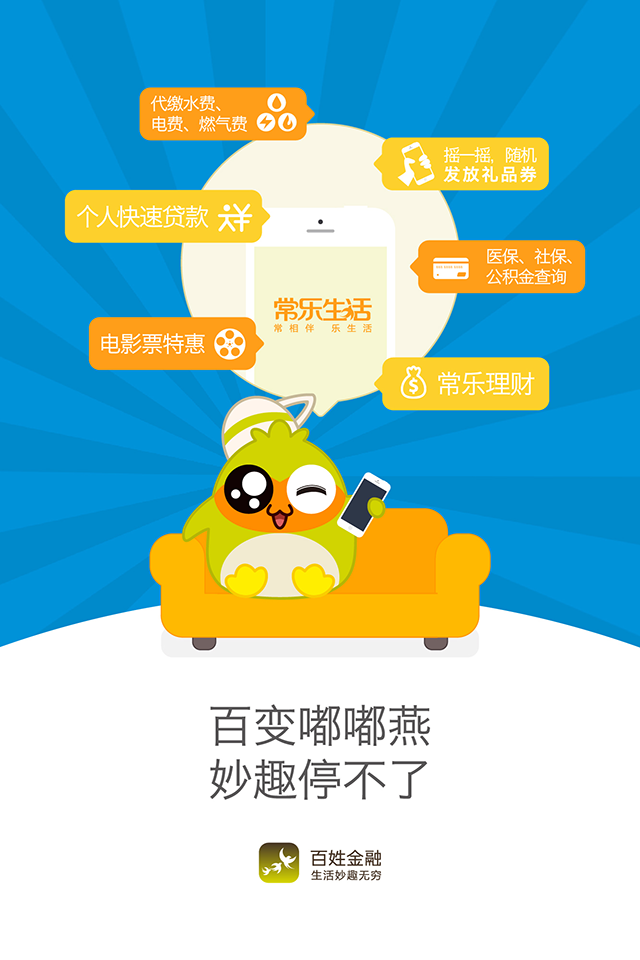 代缴水费、
电费、燃气费
摇一摇，随机
发放礼品券
个人快速贷款
医保、社保、
公积金查询
常乐生活
常相伴 乐生活
电影票特惠
常乐理财
百变嘟嘟燕
妙趣停不了
百姓金融
生活妙趣无穷